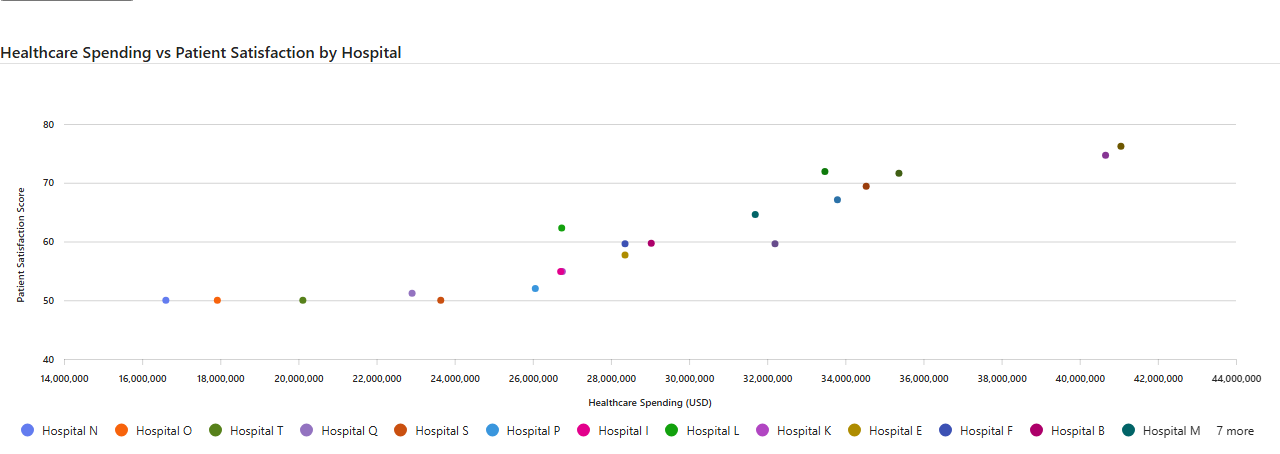 Healthcare Spending vs Patient Satisfaction by Hospital
80
70
60
50
40
Patient Satisfaction Score
14,000,000 16,000,000 18,000,000 20,000,000 22,000,000 24,000,000 26,000,000 28,000,000 30,000,000 32,000,000 34,000,000 36,000,000 38,000,000 40,000,000 42,000,000 44,000,000
Healthcare Spending (USD)
Hospital N Hospital O Hospital T Hospital Q Hospital S Hospital P Hospital I Hospital L Hospital K Hospital E Hospital F Hospital B Hospital M 7 more